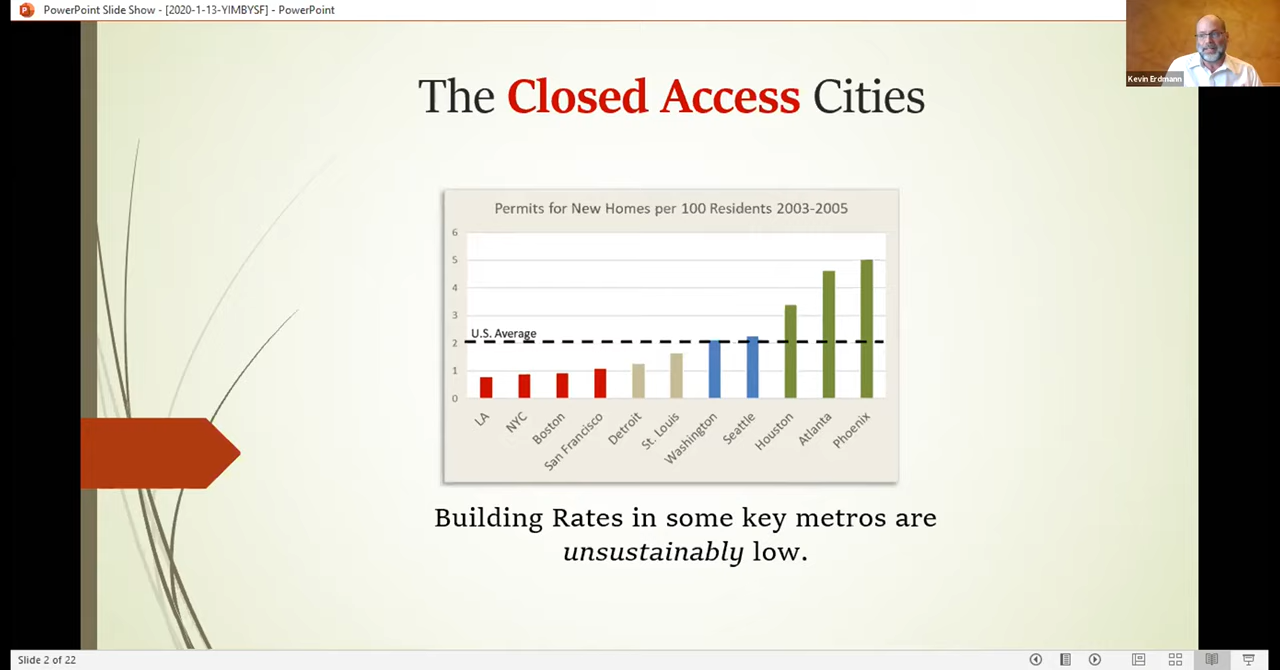 PowerPoint Slide Show - [2020-1-13-YIMBYSF] - PowerPoint
Kevin Erdmann
The Closed Access Cities
Permits for New Homes per 100 Residents 2003-2005
6
5
4
3
2
1
0
U.S. Average
LA
NYC
Boston
San Francisco
Detroit
St. Louis
Washington
Seattle
Houston
Atlanta
Phoenix
Building Rates in some key metros are
unsustainably low.
Slide 2 of 22